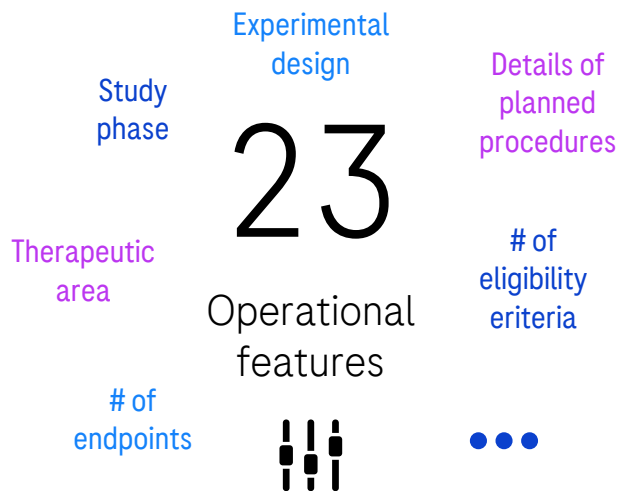 Experimental
design
Study
phase
Details of
planned
procedures
23
Therapeutic
area
# of
eligibility
eriteria
Operational
features
# of
endpoints